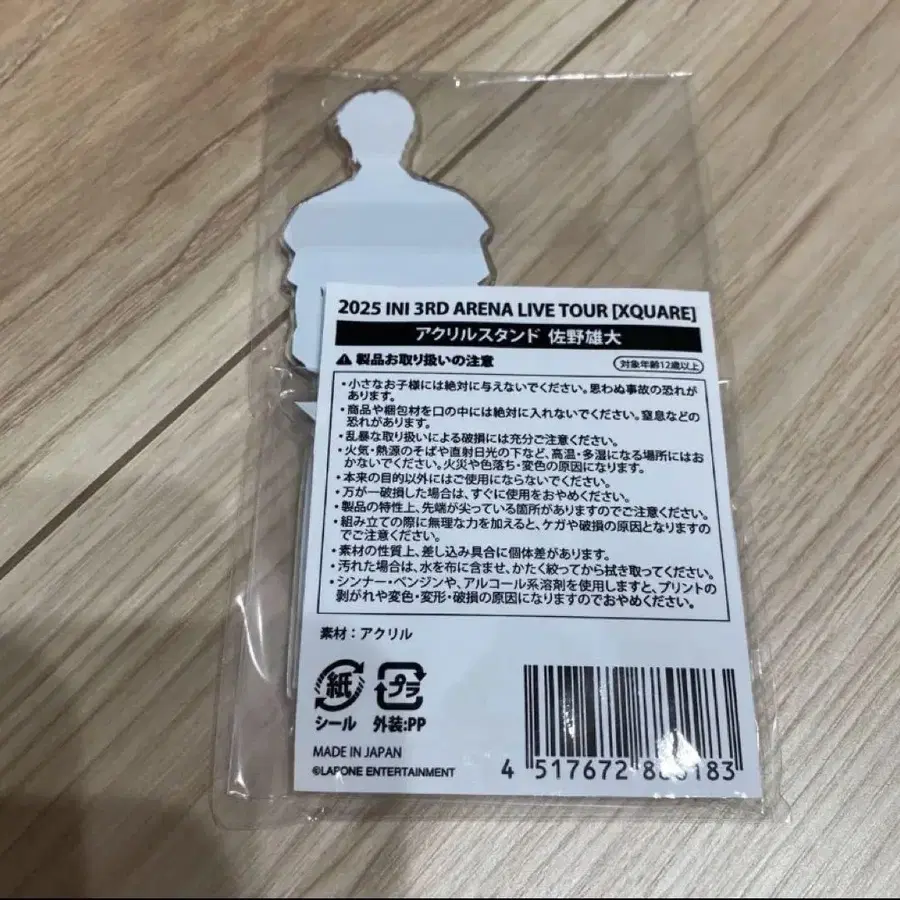 2025 INI 3RD ARENA LIVE TOUR [XQUARE]
アクリルスタンド 佐野雄大
製品お取り扱いの注意
対象年齢12歳以上
・小さなお子様には絶対に与えないでください。思わぬ事故の恐れが
あります。
・商品や梱包材を口の中には絶対に入れないでください。窒息などの
恐れがあります。
・乱暴な取り扱いによる破損には充分ご注意ください。
・火気・熱源のそばや直射日光の下など、高温・多湿になる場所にはお
かないでください。火災や色落ち・変色の原因になります。
・本来の目的以外にはご使用にならないでください。
・万が一破損した場合は、すぐに使用をおやめください。
・製品の特性上、先端が尖っている箇所がありますのでご注意ください。
・組み立ての際に無理な力を加えると、ケガや破損の原因となりますの
でご注意ください。
・素材の性質上、差し込み具合に個体差があります。
・汚れた場合は、水を布に含ませ、かたく絞ってから拭き取ってください。
・シンナー・ベンジンや、アルコール系溶剤を使用しますと、プリントの
剥がれや変色・変形・破損の原因になりますのでおやめください。
素材：アクリル
紙 プラ
シール 外装:PP
MADE IN JAPAN
©LAPONE ENTERTAINMENT
4 517672